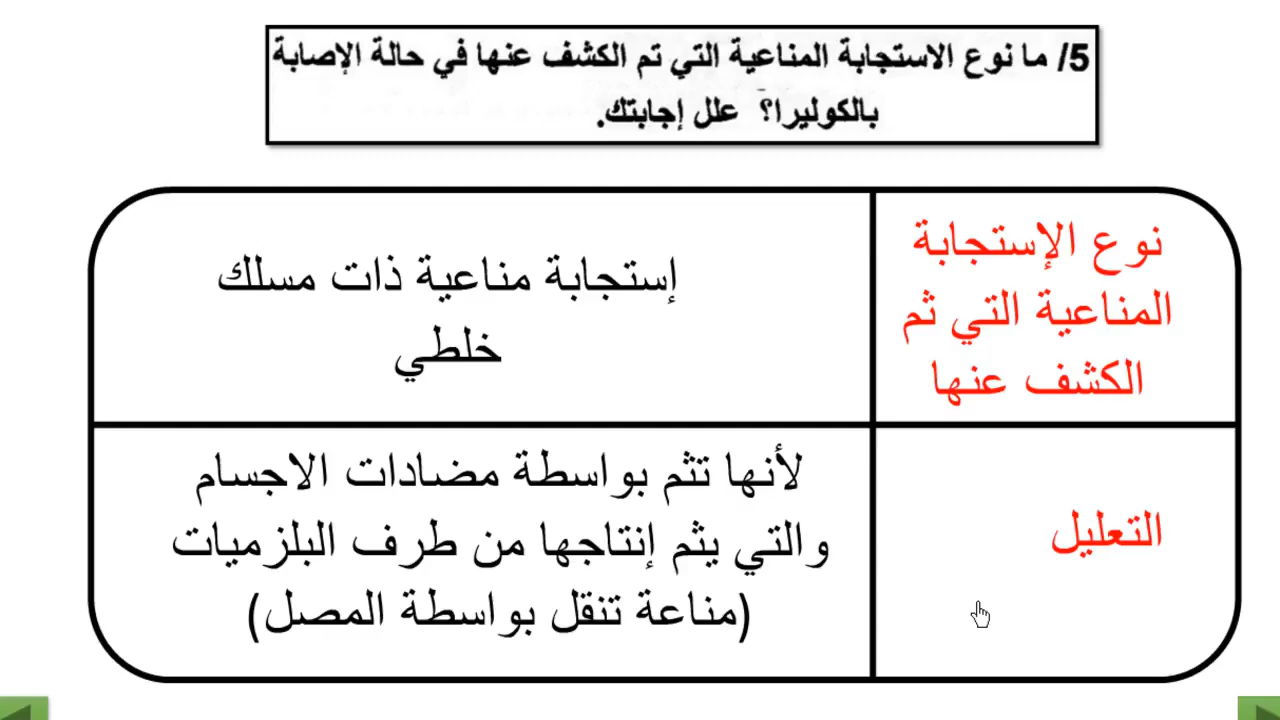 5/ ما نوع الاستجابة المناعية التي تم الكشف عنها في حالة الإصابة
بالكوليرا؟ علل إجابتك.
نوع الإستجابة
المناعية التي ثم
الكشف عنها
إستجابة مناعية ذات مسلك
خلطي
التعليل
لأنها تثم بواسطة مضادات الاجسام
والتي يثم إنتاجها من طرف البلزميات
(مناعة تنقل بواسطة المصل)